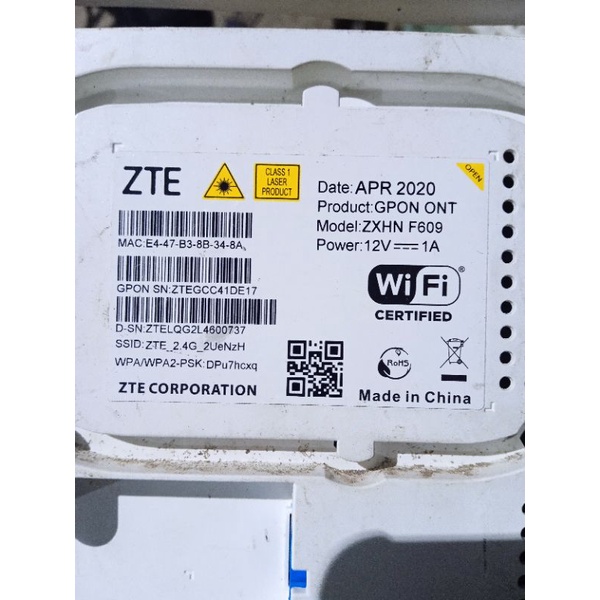 ZTE
CLASS 1
LASER
PRODUCT
OPEN
Date: APR 2020
Product:GPON ONT
Model:ZXHN F609
Power:12V⎓1A
MAC:E4-47-B3-8B-34-8A
GPON SN:ZTEGCC41DE17
D-SN:ZTELQG2L4600737
SSID:ZTE_2.4G_2UeNzH
WPA/WPA2-PSK:DPu7hcxq
ZTE CORPORATION
WiFi®
CERTIFIED
RoHS
Made in China